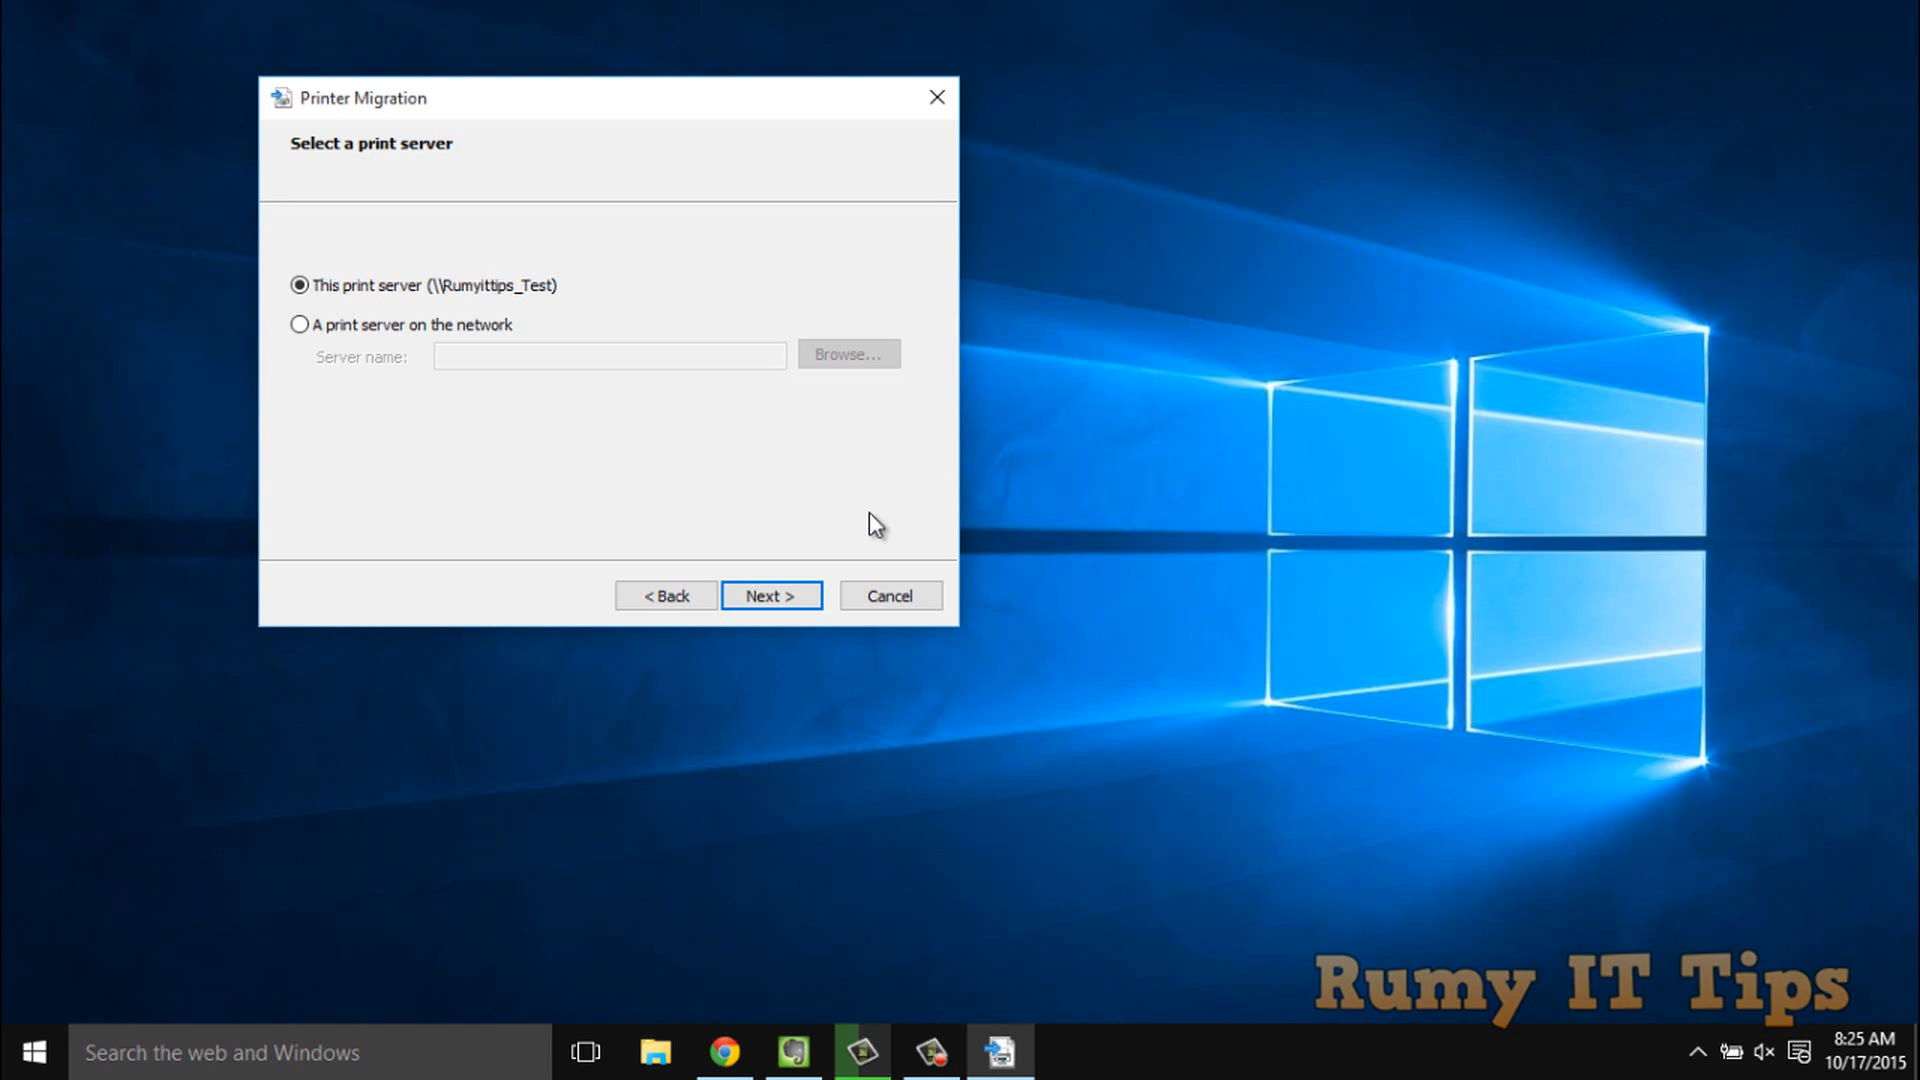 Printer Migration
Select a print server
This print server (\\Rumyittips_Test)
A print server on the network
Server name:
Browse...
< Back
Next >
Cancel
Rumy IT Tips
Search the web and Windows
8:25 AM
10/17/2015